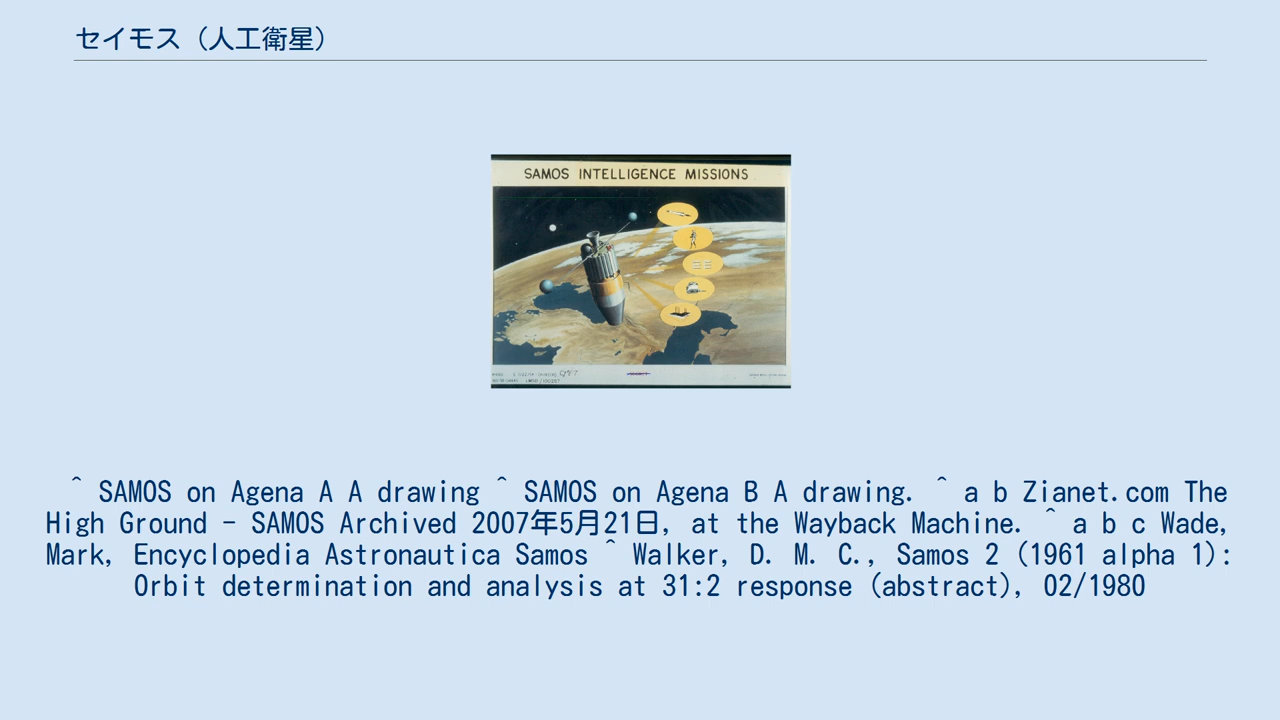 セイモス（人工衛星）
SAMOS INTELLIGENCE MISSIONS
^ SAMOS on Agena A A drawing ^ SAMOS on Agena B A drawing. ^ a b Zianet.com The
High Ground - SAMOS Archived 2007年5月21日, at the Wayback Machine. ^ a b c Wade,
Mark, Encyclopedia Astronautica Samos ^ Walker, D. M. C., Samos 2 (1961 alpha 1):
Orbit determination and analysis at 31:2 response (abstract), 02/1980